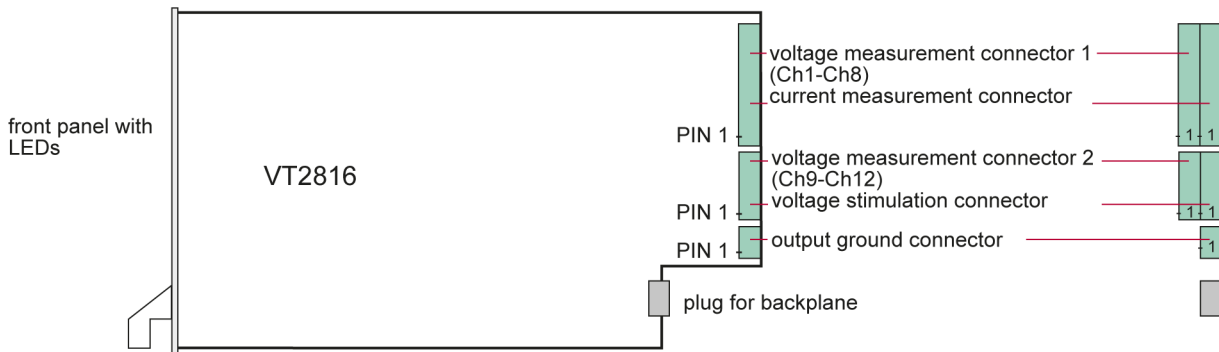 front panel with
LEDs
VT2816
voltage measurement connector 1
(Ch1-Ch8)
current measurement connector
PIN 1
1 1
voltage measurement connector 2
(Ch9-Ch12)
voltage stimulation connector
PIN 1
1 1
output ground connector
PIN 1
1
plug for backplane